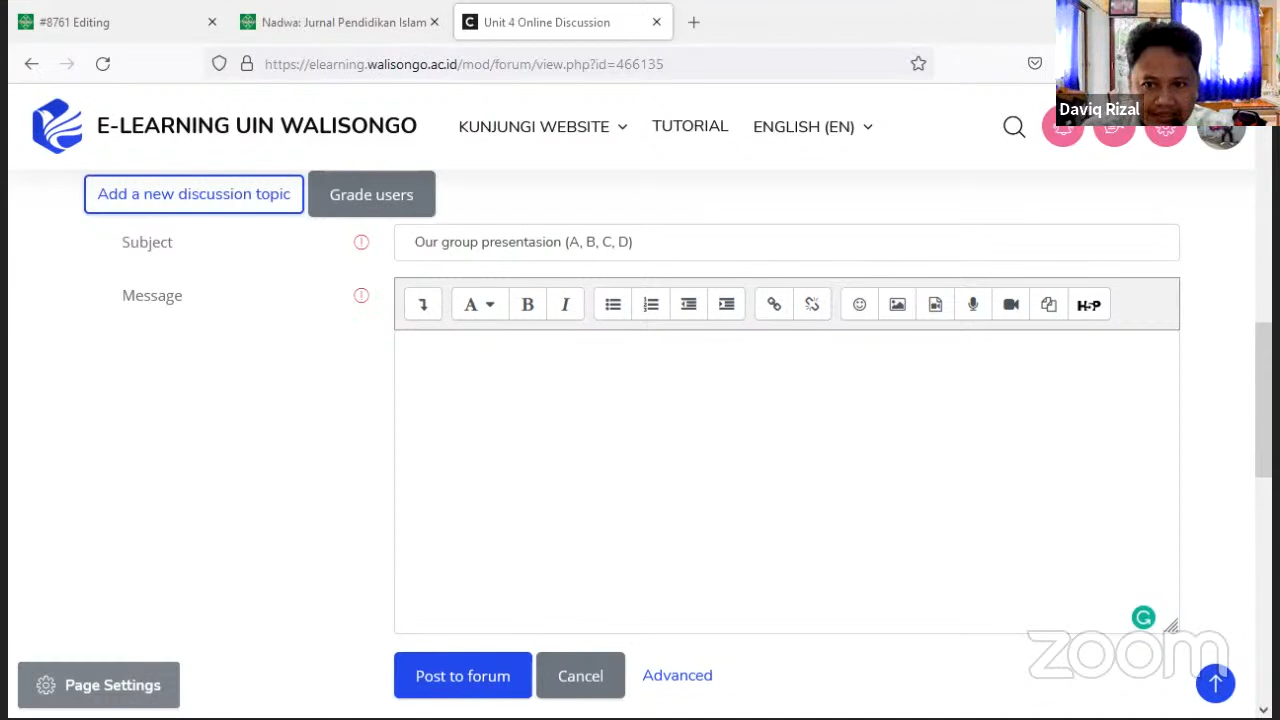 #8761 Editing
Nadwa: Jurnal Pendidikan Islam
Unit 4 Online Discussion
https://elearning.walisongo.ac.id/mod/forum/view.php?id=466135
Daviq Rizal
E-LEARNING UIN WALISONGO
KUNJUNGI WEBSITE
TUTORIAL
ENGLISH (EN)
Add a new discussion topic
Grade users
Subject
Our group presentasion (A, B, C, D)
Message
A
B
I
H-P
Post to forum
Cancel
Advanced
zoom
Page Settings